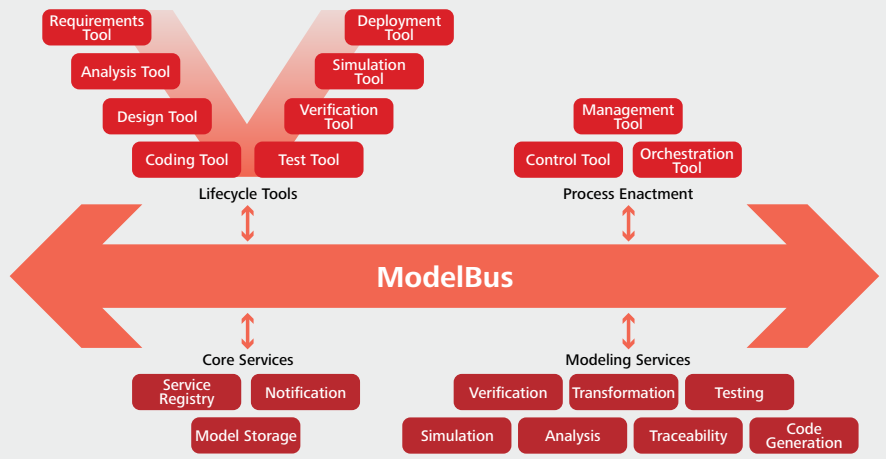 Requirements
Tool
Deployment
Tool
Analysis Tool
Simulation
Tool
Design Tool
Verification
Tool
Management
Tool
Coding Tool
Test Tool
Control Tool
Orchestration
Tool
Lifecycle Tools
Process Enactment
ModelBus
Core Services
Modeling Services
Service
Registry
Notification
Verification
Transformation
Testing
Model Storage
Simulation
Analysis
Traceability
Code
Generation